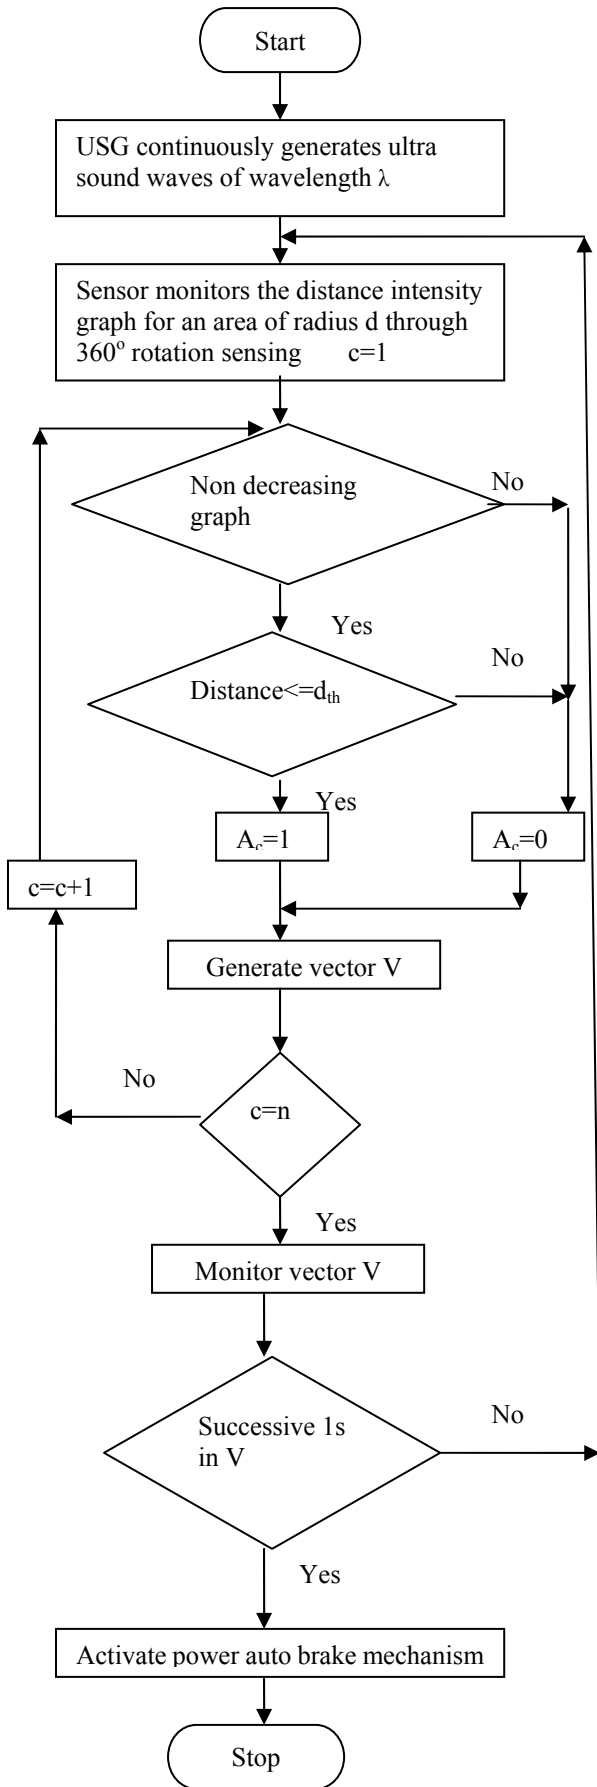 Start
USG continuously generates ultra
sound waves of wavelength λ
Sensor monitors the distance intensity
graph for an area of radius d through
360° rotation sensing c=1
Non decreasing
graph
No
Yes
Distance<=dth
No
Yes
Ac=1
Ac=0
c=c+1
Generate vector V
No
c=n
Yes
Monitor vector V
Successive 1s
in V
No
Yes
Activate power auto brake mechanism
Stop